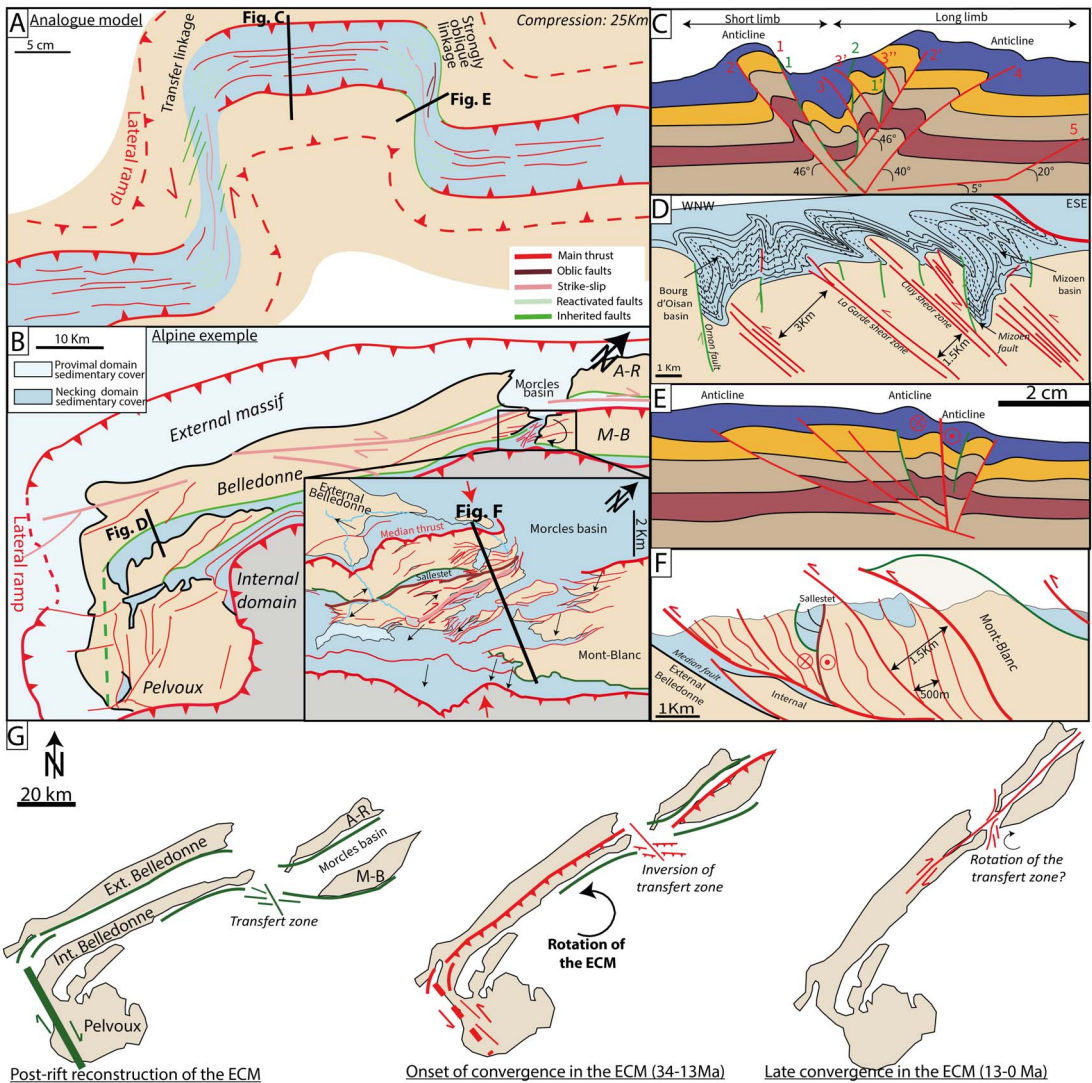 A
Analogue model
5 cm
Fig. C
Compression: 25Km
Transfer linkage
Lateral ramp
Strongly
oblique
linkage
Fig. E
Main thrust
Oblic faults
Strike-slip
Reactivated faults
Inherited faults
B
10 Km
Alpine exemple
N
Provimal domain
sedimentary cover
Necking domain
sedimentary cover
External massif
Belledonne
Lateral ramp
Fig. D
Pelvoux
Internal
domain
Morcles
basin
A-R
M-B
External
Belledonne
Median thrust
Fig. F
N
2 Km
Morcles basin
Sallestet
Mont-Blanc
C
Short limb
Long limb
Anticline
Anticline
1
2
1
3'
2
3''
2'
3
1'
4
5
46°
46°
40°
5°
20°
D
WNW
ESE
Bourg
d'Oisan
basin
Ornon fault
3Km
La Garde shear zone
Cluy shear zone
1.5Km
Mizoen
fault
Mizoen
basin
1 Km
E
Anticline
Anticline
Anticline
2 cm
F
Sallestet
Median fault
External
Belledonne
Internal
1.5Km
500m
Mont-Blanc
1Km
G
N
20 km
Ext. Belledonne
Int. Belledonne
A-R
Morcles basin
M-B
Transfert zone
Pelvoux
Post-rift reconstruction of the ECM
Inversion of
transfert zone
Rotation of
the ECM
Onset of convergence in the ECM (34-13Ma)
Rotation of the
transfert zone?
Late convergence in the ECM (13-0 Ma)